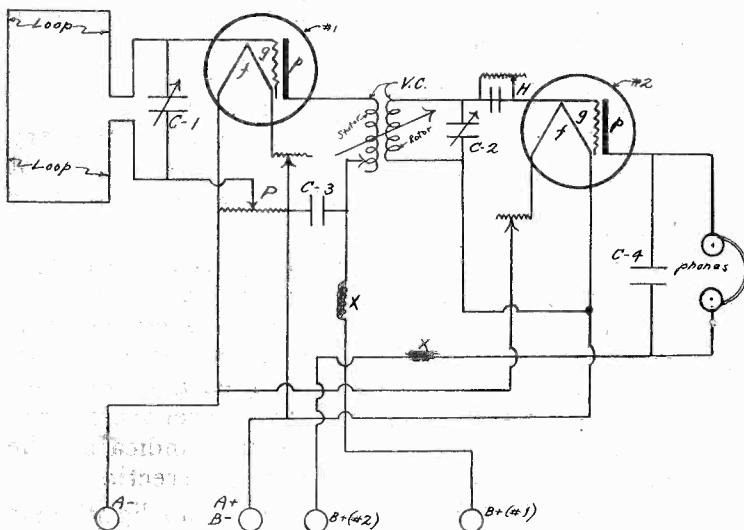 Loop
#1
f
g
p
C-1
V.C.
Stator
Rotor
H
#2
f
g
p
C-2
P
C-3
Loop
C-4
phones
X
X
A-
A+
B-
B+(#2)
B+(#1)